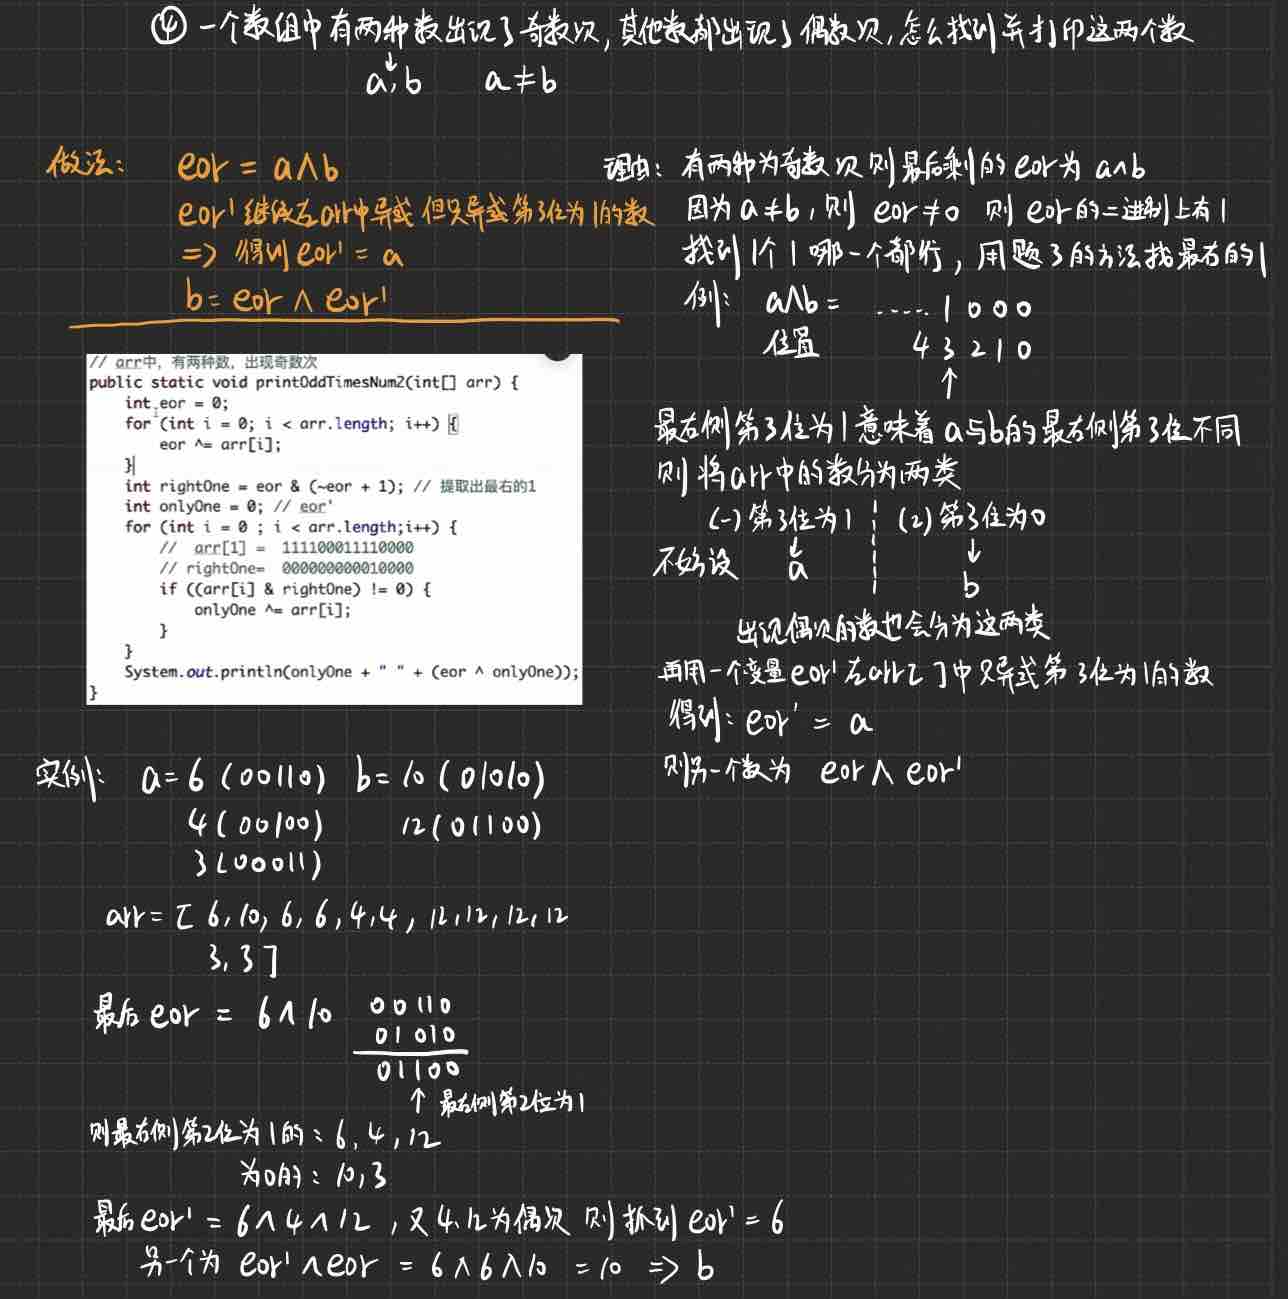 ④ 一个数组中有两种数出现了奇数次,其他数都出现了偶数次,怎么找到并打印这两个数
a,b a≠b
做法: eor = a∧b
eor' 继续在arr中异或 但只异或第3位为1的数
=> 得到 eor' = a
b = eor ∧ eor'
// arr中，有两种数，出现奇数次
public static void printOddTimesNum2(int[] arr) {
int eor = 0;
for (int i = 0; i < arr.length; i++) {
eor ^= arr[i];
}
int rightOne = eor & (~eor + 1); // 提取出最右的1
int onlyOne = 0; // eor'
for (int i = 0 ; i < arr.length;i++) {
// arr[1] = 111100011110000
// rightOne= 000000000010000
if ((arr[i] & rightOne) != 0) {
onlyOne ^= arr[i];
}
}
System.out.println(onlyOne + " " + (eor ^ onlyOne));
}
理由: 有两种为奇数次则最后剩的eor为 a∧b
因为a≠b,则 eor≠0 则eor的二进制上有1
找到1个1哪一个都行,用题3的方法找最右的1
例: a∧b = ..... 1 0 0 0
位置 4 3 2 1 0
最右侧第3位为1意味着a与b的最右侧第3位不同
则将arr中的数分为两类
(一)第3位为1 (2)第3位为0
不妨设 a b
出现偶次的数也会分为这两类
再用一个变量eor'在arr[]中只异或第3位为1的数
得到: eor' = a
则另一个数为 eor ∧ eor'
实例: a=6 (00110) b=10 (01010)
4(00100) 12(01100)
3(00011)
arr=[ 6,10,6,6,4,4,12,12,12,12
3,3]
最后eor = 6∧10 00110
01010
01100
↑ 最右侧第2位为1
则最右侧第2位为1的: 6,4,12
为0的: 10,3
最后eor' = 6∧4∧12 ,又4、12为偶次 则抓到 eor'=6
另一个为 eor'∧eor = 6∧6∧10 =10 => b